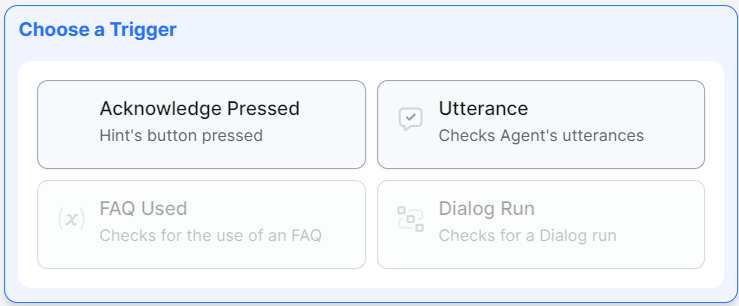 Choose a Trigger
Acknowledge Pressed
Hint's button pressed
Utterance
Checks Agent's utterances
(x)
FAQ Used
Checks for the use of an FAQ
Dialog Run
Checks for a Dialog run